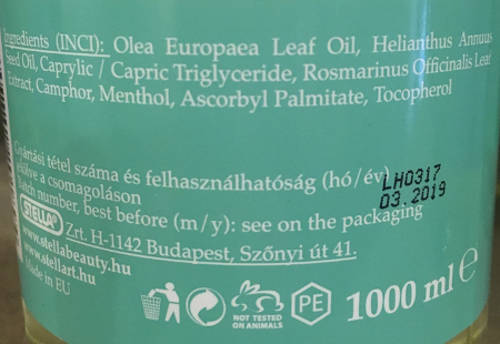 Ingredients (INCI): Olea Europaea Leaf Oil, Helianthus Annuus
Seed Oil, Caprylic / Capric Triglyceride, Rosmarinus Officinalis Leaf
Extract, Camphor, Menthol, Ascorbyl Palmitate, Tocopherol
Gyártási tétel száma és felhasználhatóság (hó/év)
jelölve a csomagoláson
LH0317
03.2019
Batch number, best before (m/y): see on the packaging
STELLA® Zrt. H-1142 Budapest, Szőnyi út 41.
www.stellabeauty.hu
www.stellart.hu
Made in EU
NOT TESTED
ON ANIMALS
PE
1000 ml e